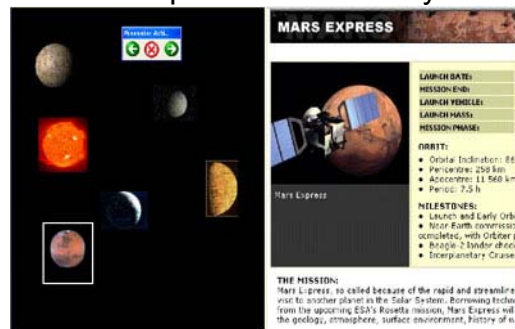 MARS EXPRESS
LAUNCH DATE:
MISSION END:
LAUNCH VEHICLE:
LAUNCH MASS:
MISSION PHASE:
ORBIT:
• Orbital Inclination: 86
• Pericentre: 258 km
• Apocentre: 11 560 km
• Period: 7.5 h
Mars Express
MILESTONES:
• Launch and Early Orb
• Near-Earth commissio
completed, with Orbiter p
• Beagle-2 lander check
• Interplanetary Cruise
THE MISSION:
Mars Express, so called because of the rapid and streamline
visit to another planet in the Solar System. Borrowing techn
from the upcoming ESA's Rosetta mission, Mars Express will
the geology, atmosphere, surface environment, history of w